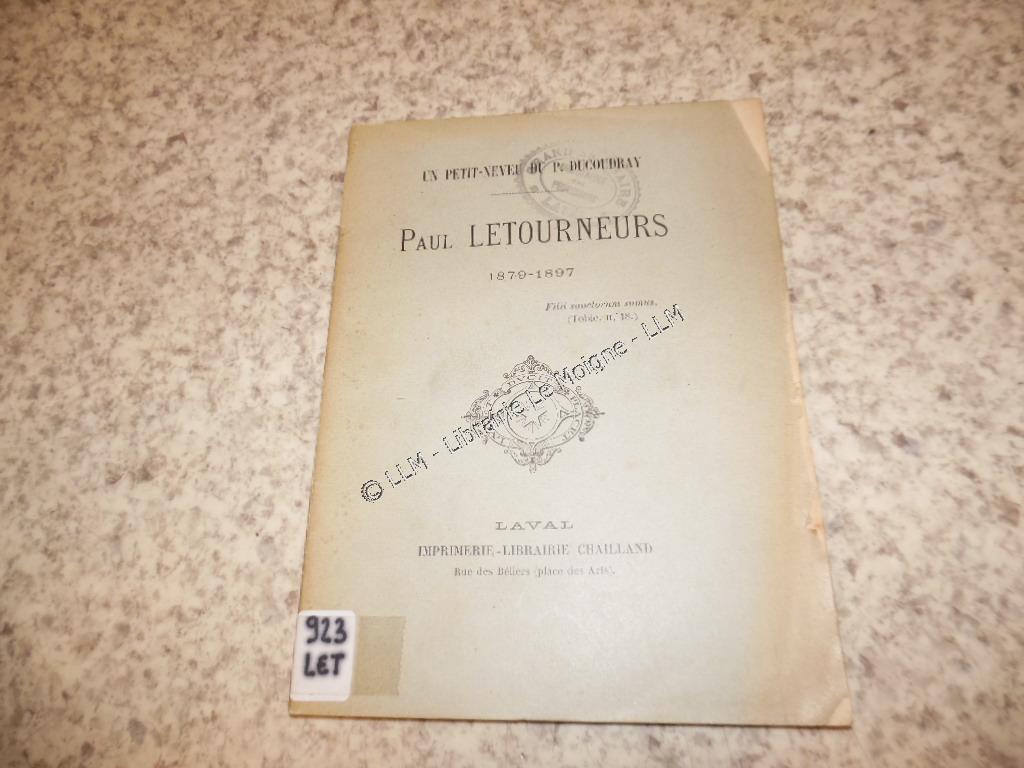 UN PETIT-NEVEU DU P. DUCOUDRAY
PAUL LETOURNEURS
1879-1897
Filii sanctorum sumus.
(Tobie, II, 18.)
© LLM - Librairie Le Moigne - LLM
LAVAL
IMPRIMERIE-LIBRAIRIE CHAILLAND
Rue des Béliers (place des Arts).
923
LET